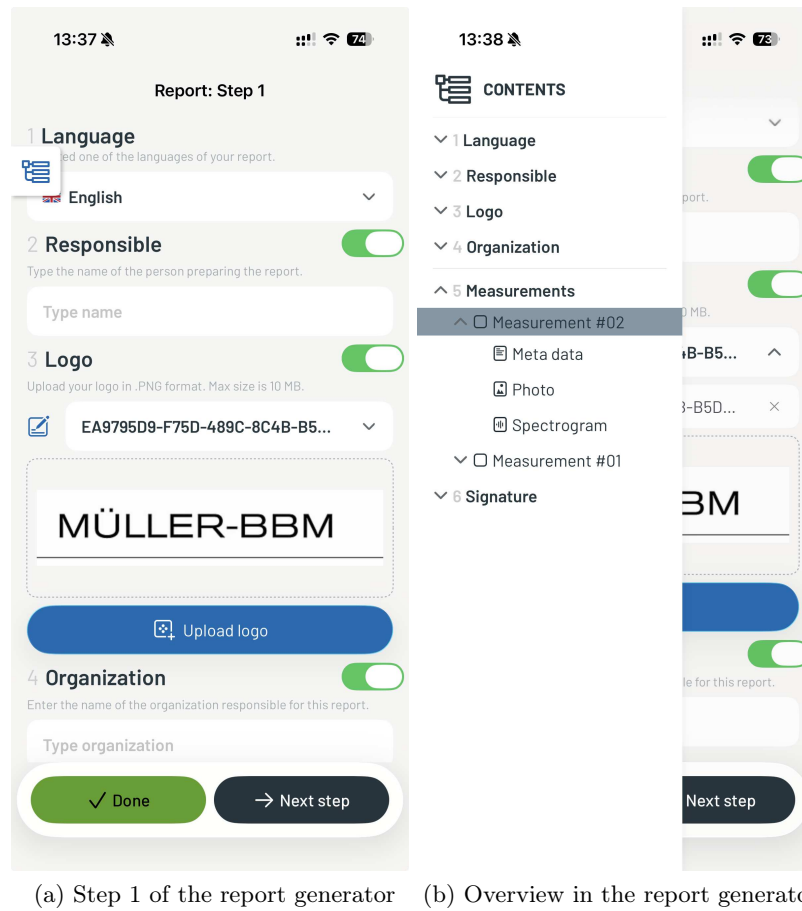 13:37
74
Report: Step 1
1 Language
ed one of the languages of your report.
English
2 Responsible
Type the name of the person preparing the report.
Type name
3 Logo
Upload your logo in .PNG format. Max size is 10 MB.
EA9795D9-F75D-489C-8C4B-B5...
MÜLLER-BBM
Upload logo
4 Organization
Enter the name of the organization responsible for this report.
Type organization
Done
Next step
13:38
73
CONTENTS
1 Language
2 Responsible
3 Logo
4 Organization
5 Measurements
Measurement #02
Meta data
Photo
Spectrogram
Measurement #01
6 Signature
port.
MB.
B-B5...
-B5D...
BM
le for this report.
Next step
(a) Step 1 of the report generator
(b) Overview in the report generato